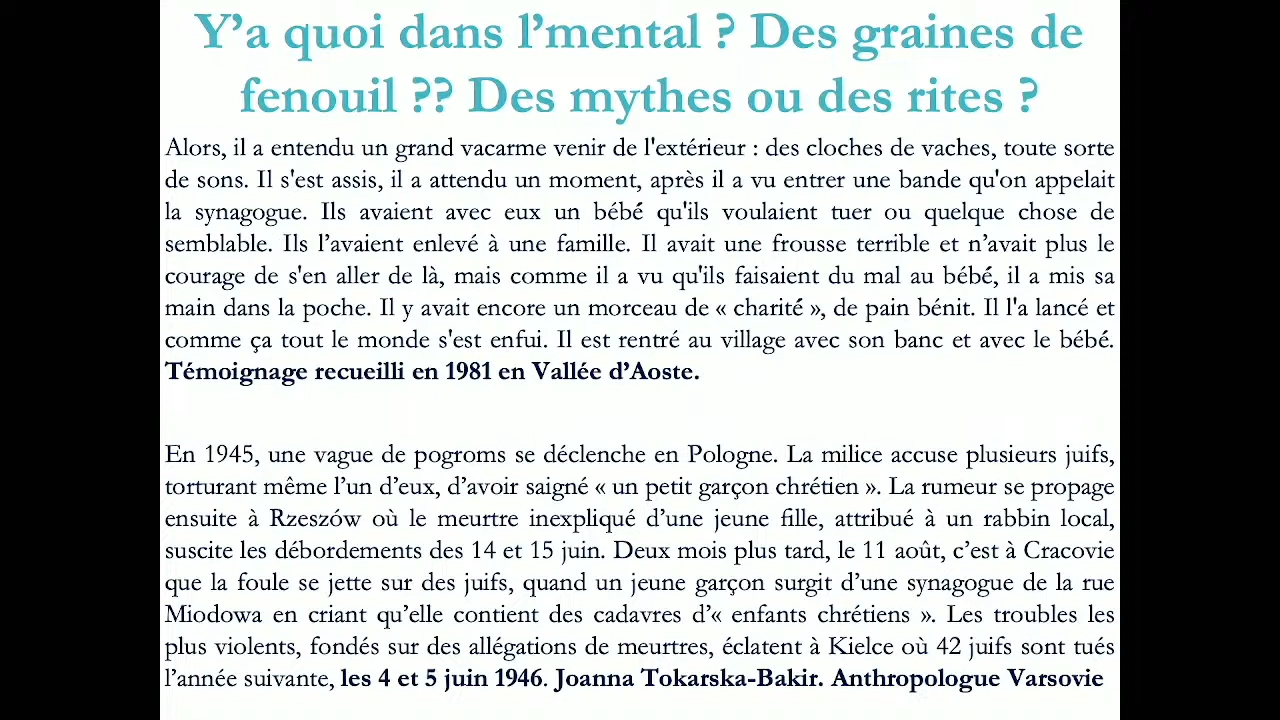 Y’a quoi dans l’mental ? Des graines de
fenouil ?? Des mythes ou des rites ?
Alors, il a entendu un grand vacarme venir de l'extérieur : des cloches de vaches, toute sorte
de sons. Il s'est assis, il a attendu un moment, après il a vu entrer une bande qu'on appelait
la synagogue. Ils avaient avec eux un bébé qu'ils voulaient tuer ou quelque chose de
semblable. Ils l’avaient enlevé à une famille. Il avait une frousse terrible et n’avait plus le
courage de s'en aller de là, mais comme il a vu qu'ils faisaient du mal au bébé, il a mis sa
main dans la poche. Il y avait encore un morceau de « charité », de pain bénit. Il l'a lancé et
comme ça tout le monde s'est enfui. Il est rentré au village avec son banc et avec le bébé.
Témoignage recueilli en 1981 en Vallée d’Aoste.
En 1945, une vague de pogroms se déclenche en Pologne. La milice accuse plusieurs juifs,
torturant même l’un d’eux, d’avoir saigné « un petit garçon chrétien ». La rumeur se propage
ensuite à Rzeszów où le meurtre inexpliqué d’une jeune fille, attribué à un rabbin local,
suscite les débordements des 14 et 15 juin. Deux mois plus tard, le 11 août, c’est à Cracovie
que la foule se jette sur des juifs, quand un jeune garçon surgit d’une synagogue de la rue
Miodowa en criant qu’elle contient des cadavres d’« enfants chrétiens ». Les troubles les
plus violents, fondés sur des allégations de meurtres, éclatent à Kielce où 42 juifs sont tués
l’année suivante, les 4 et 5 juin 1946. Joanna Tokarska-Bakir. Anthropologue Varsovie